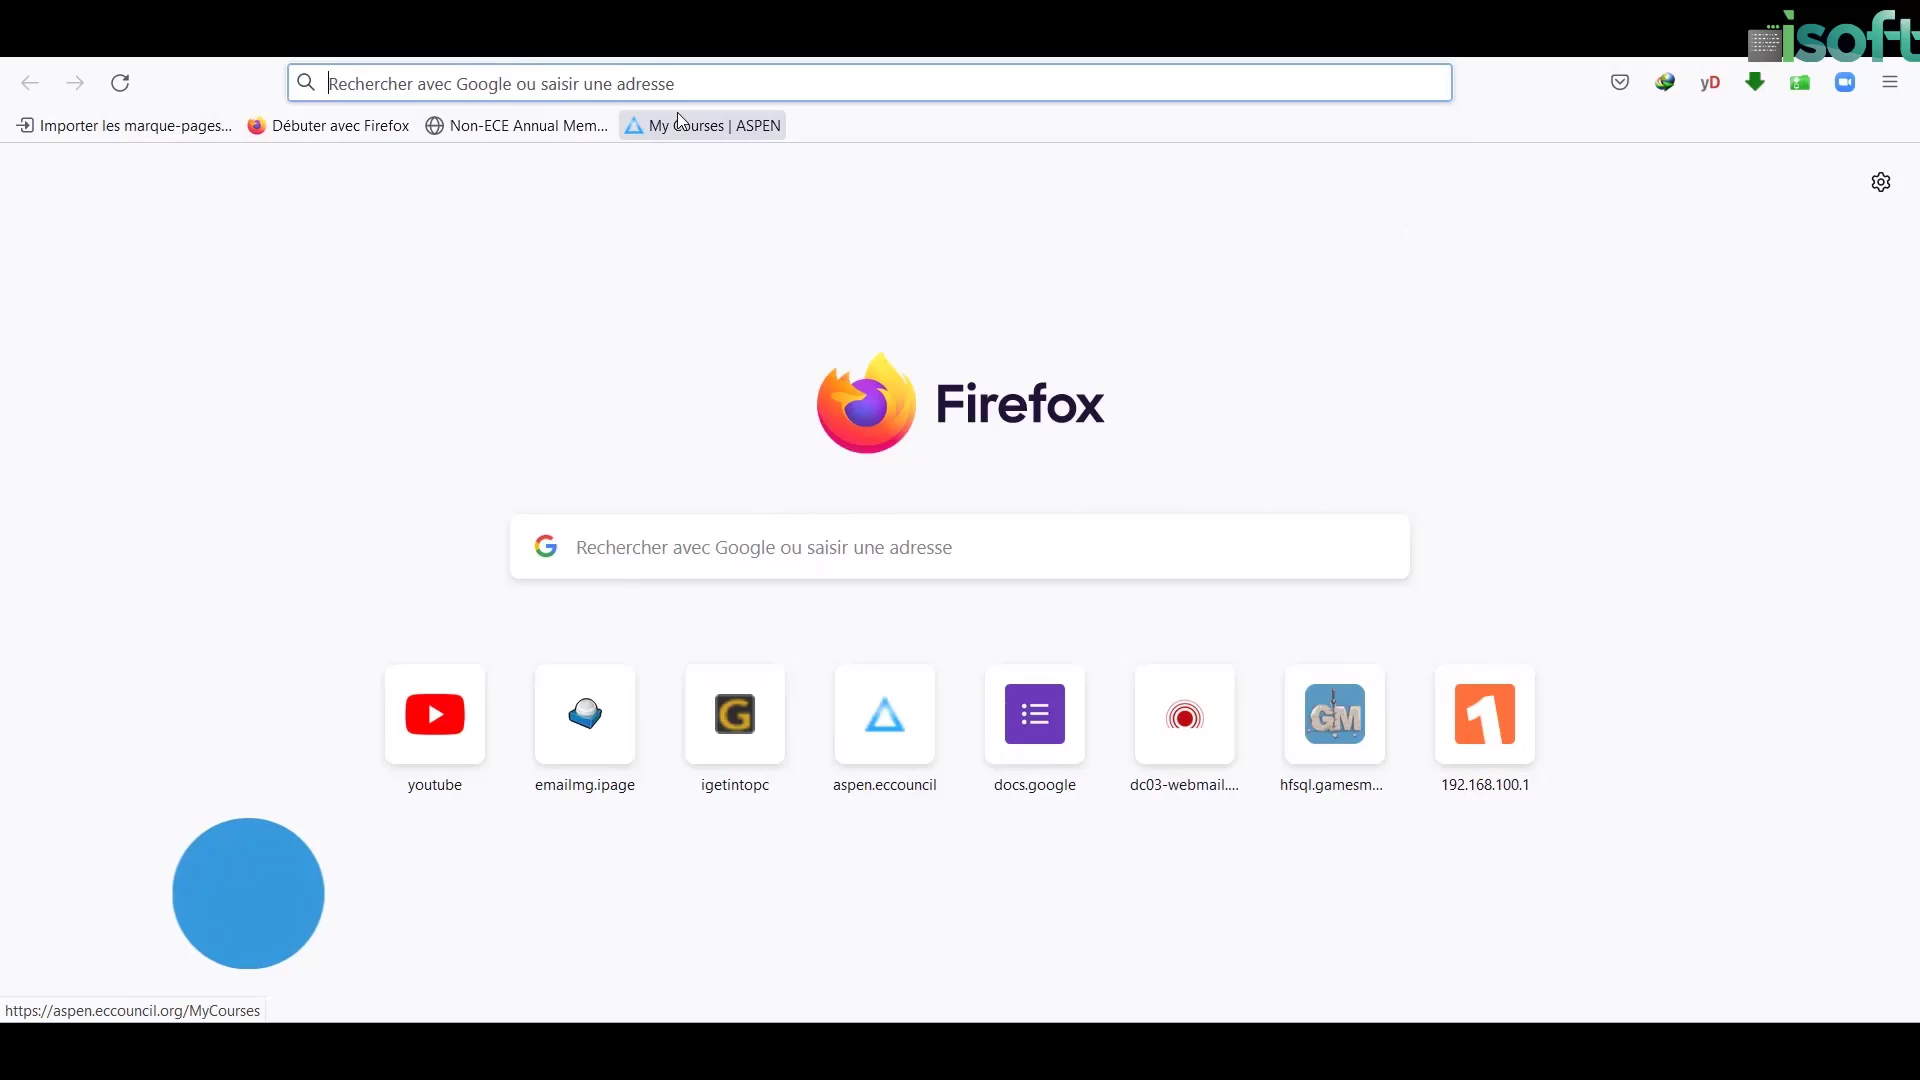 isoft
Rechercher avec Google ou saisir une adresse
yD
Importer les marque-pages...
Débuter avec Firefox
Non-ECE Annual Mem...
My Courses | ASPEN
Firefox
Rechercher avec Google ou saisir une adresse
G
GM
1
youtube
emailmg.ipage
igetintopc
aspen.eccouncil
docs.google
dc03-webmail....
hfsql.gamesm...
192.168.100.1
https://aspen.eccouncil.org/MyCourses